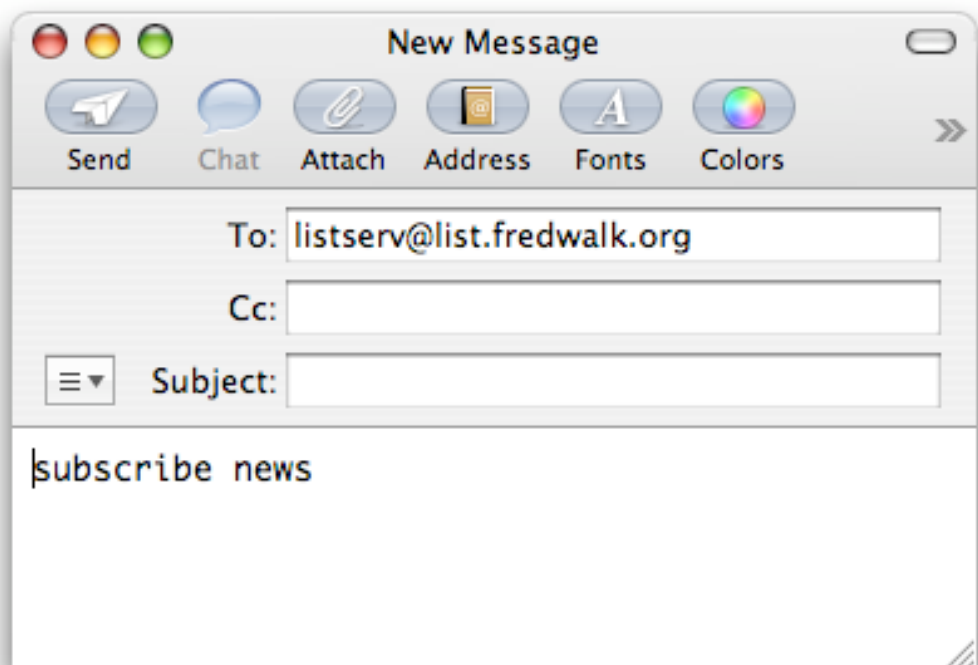 New Message
Send Chat Attach Address Fonts Colors
To: listserv@list.fredwalk.org
Cc:
Subject:
subscribe news